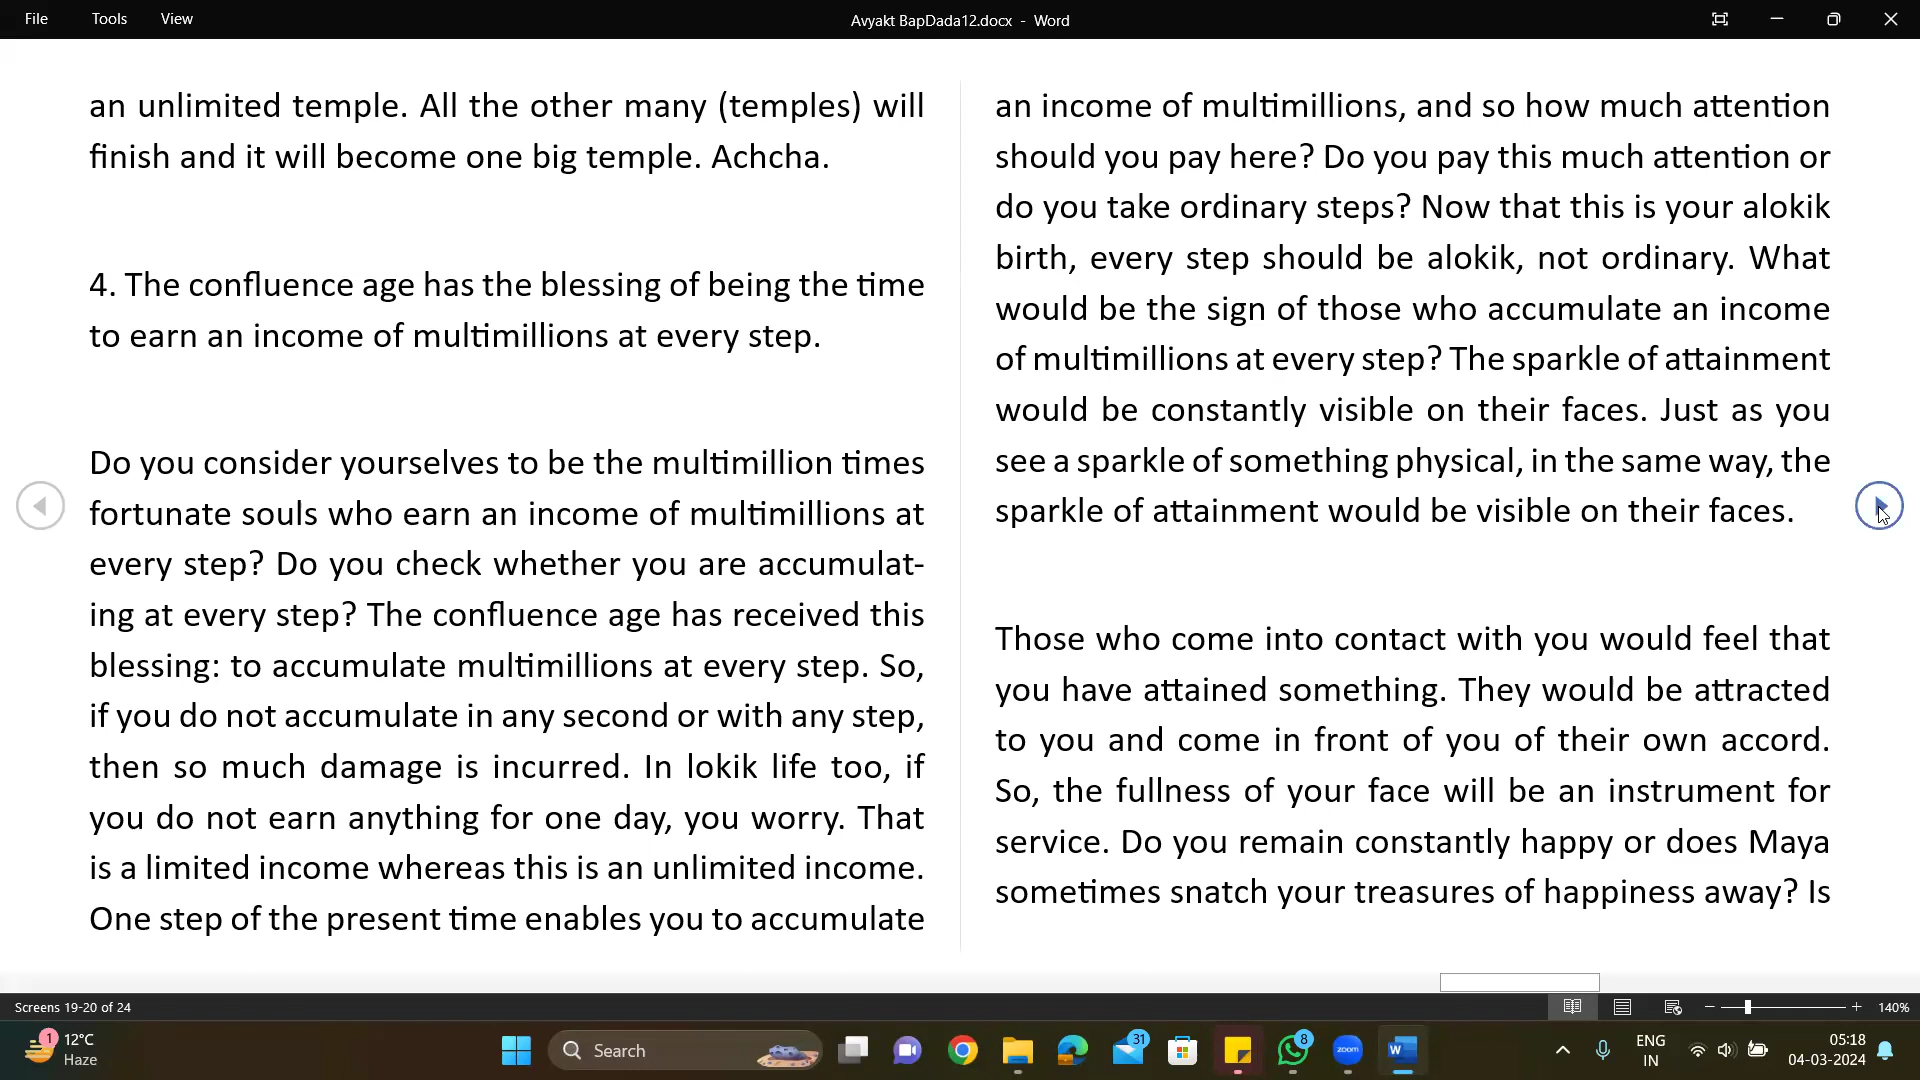 File Tools View
Avyakt BapDada12.docx - Word
an unlimited temple. All the other many (temples) will
finish and it will become one big temple. Achcha.
4. The confluence age has the blessing of being the time
to earn an income of multimillions at every step.
Do you consider yourselves to be the multimillion times
fortunate souls who earn an income of multimillions at
every step? Do you check whether you are accumulat-
ing at every step? The confluence age has received this
blessing: to accumulate multimillions at every step. So,
if you do not accumulate in any second or with any step,
then so much damage is incurred. In lokik life too, if
you do not earn anything for one day, you worry. That
is a limited income whereas this is an unlimited income.
One step of the present time enables you to accumulate
an income of multimillions, and so how much attention
should you pay here? Do you pay this much attention or
do you take ordinary steps? Now that this is your alokik
birth, every step should be alokik, not ordinary. What
would be the sign of those who accumulate an income
of multimillions at every step? The sparkle of attainment
would be constantly visible on their faces. Just as you
see a sparkle of something physical, in the same way, the
sparkle of attainment would be visible on their faces.
Those who come into contact with you would feel that
you have attained something. They would be attracted
to you and come in front of you of their own accord.
So, the fullness of your face will be an instrument for
service. Do you remain constantly happy or does Maya
sometimes snatch your treasures of happiness away? Is
Screens 19-20 of 24
140%
1
12°C
Haze
Search
31
8
zoom
W
ENG
IN
05:18
04-03-2024